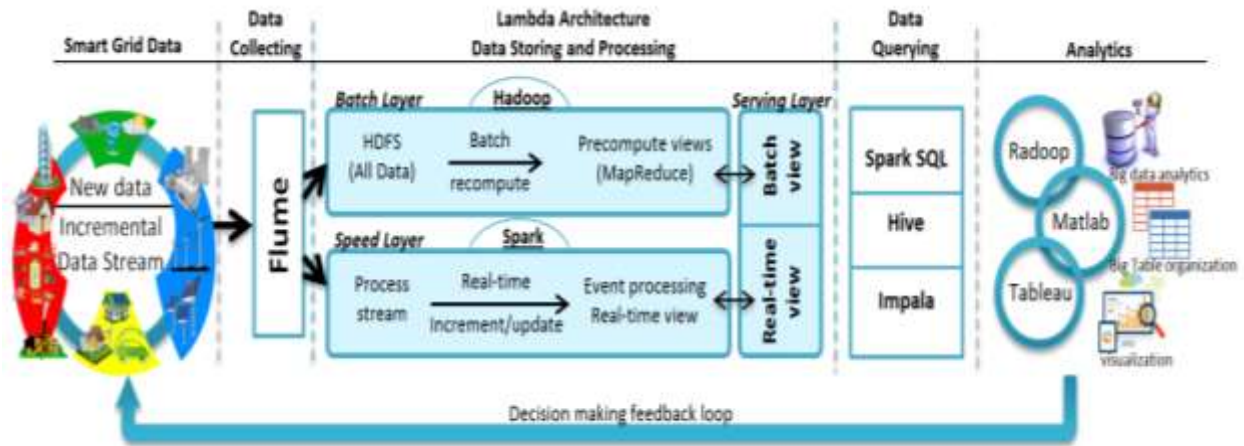 Smart Grid Data
Data
Collecting
Lambda Architecture
Data Storing and Processing
Data
Querying
Analytics
New data
Incremental
Data Stream
Flume
Batch Layer
Hadoop
HDFS
(All Data)
Batch
recompute
Precompute views
(MapReduce)
Speed Layer
Spark
Process
stream
Real-time
Increment/update
Event processing
Real-time view
Serving Layer
Batch
view
Real-time
view
Spark SQL
Hive
Impala
Radoop
Big data analytics
Matlab
Big Table organization
Tableau
visualization
Decision making feedback loop